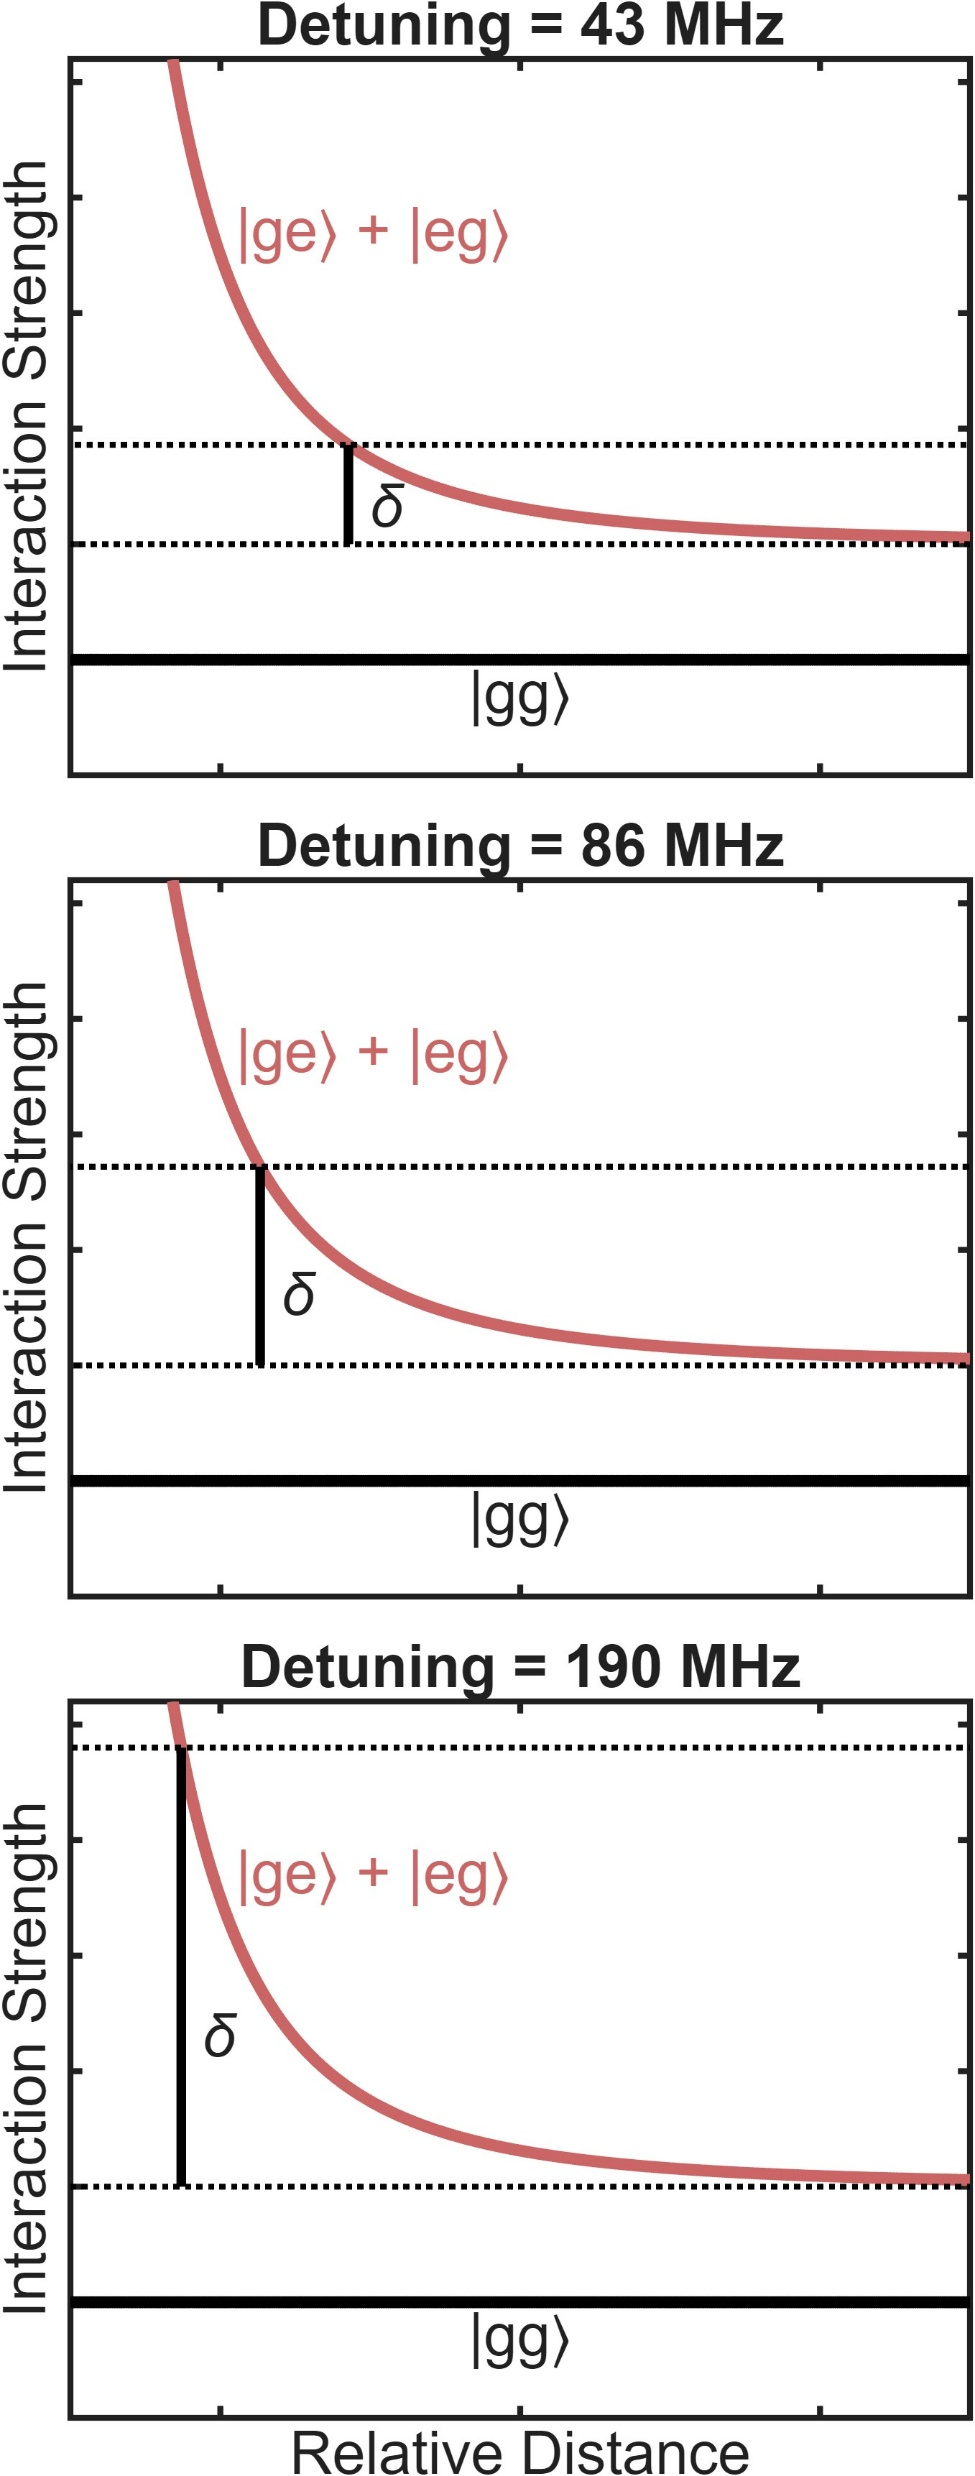 Detuning = 43 MHz
Interaction Strength
|ge⟩ + |eg⟩
δ
|gg⟩
Detuning = 86 MHz
Interaction Strength
|ge⟩ + |eg⟩
δ
|gg⟩
Detuning = 190 MHz
Interaction Strength
|ge⟩ + |eg⟩
δ
|gg⟩
Relative Distance